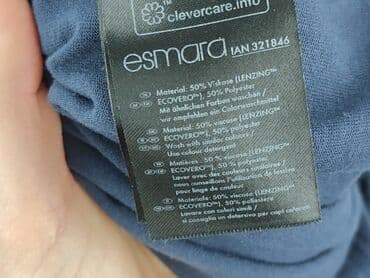 clevercare.info
esmara IAN 321846
Material: 50% Viskose (LENZING™
ECOVERO™), 50% Polyester
Mit ähnlichen Farben waschen /
wir empfehlen ein Colorwaschmittel
Material: 50% viscose (LENZING™
ECOVERO™), 50% polyester
Wash with similar colours /
Use colour detergent
Matières: 50% viscose (LENZING™
ECOVERO™), 50% polyester /
Laver avec des couleurs similaires /
nous conseillons l'utilisation de lessive
pour linge de couleur
Materiale: 50% viscosa (LENZING™
ECOVERO™), 50% poliestere
Lavare con colori simili /
si consiglia un detersivo per capi colorati